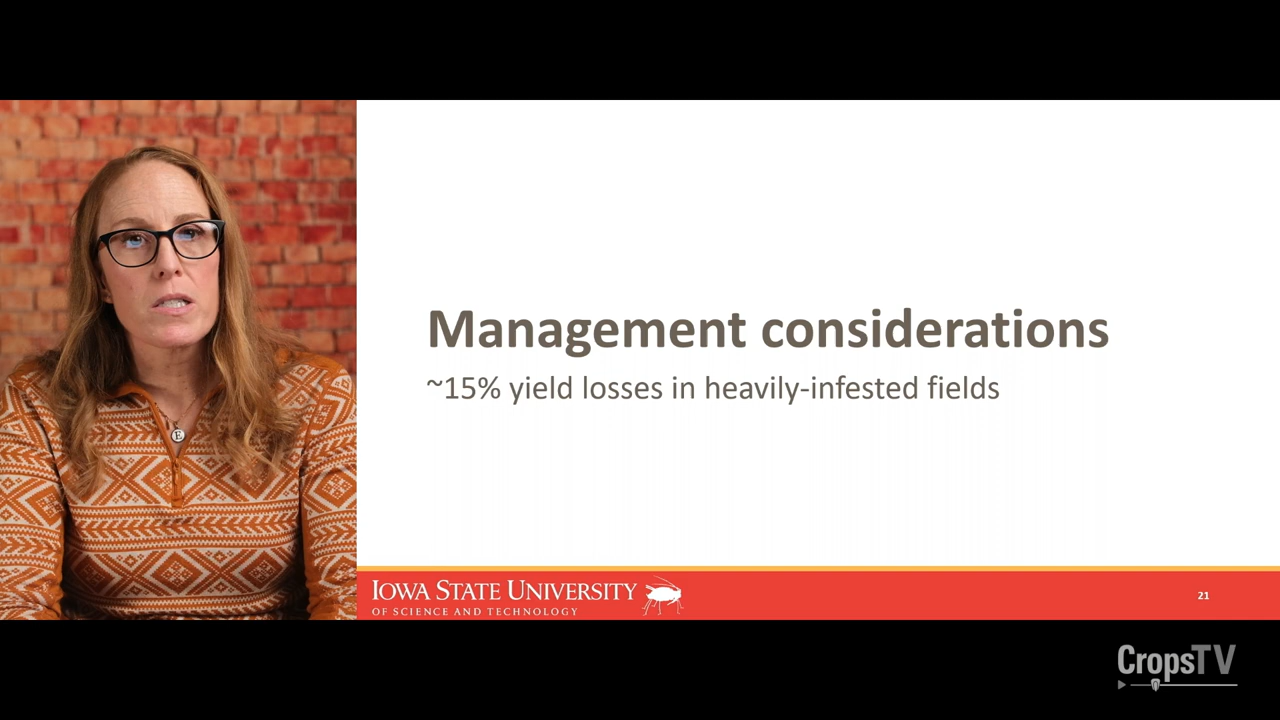 Management considerations
~15% yield losses in heavily-infested fields
E
IOWA STATE UNIVERSITY
OF SCIENCE AND TECHNOLOGY
21
CropsTV